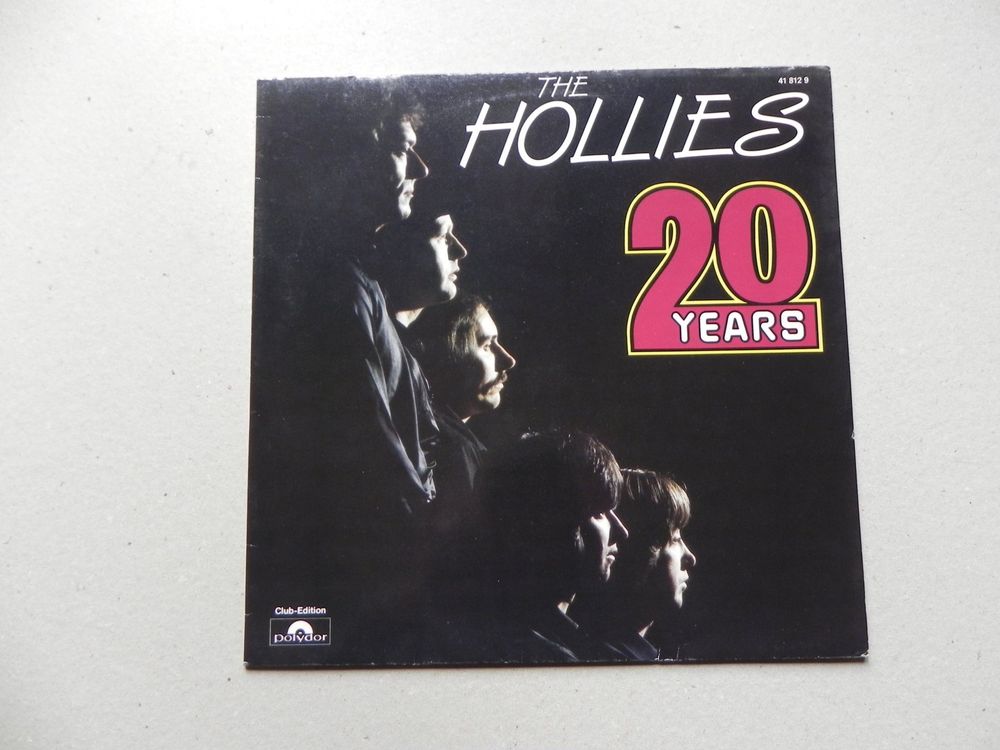 41 812 9
THE
HOLLIES
20
YEARS
Club-Edition
polydor